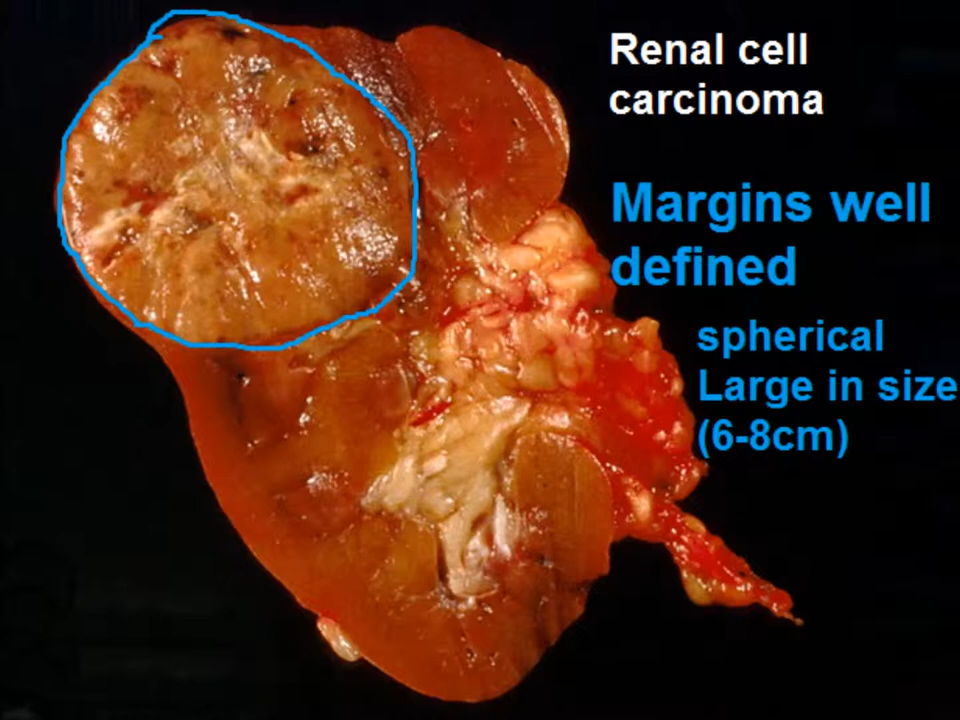 Renal cell
carcinoma
Margins well
defined
spherical
Large in size
(6-8cm)